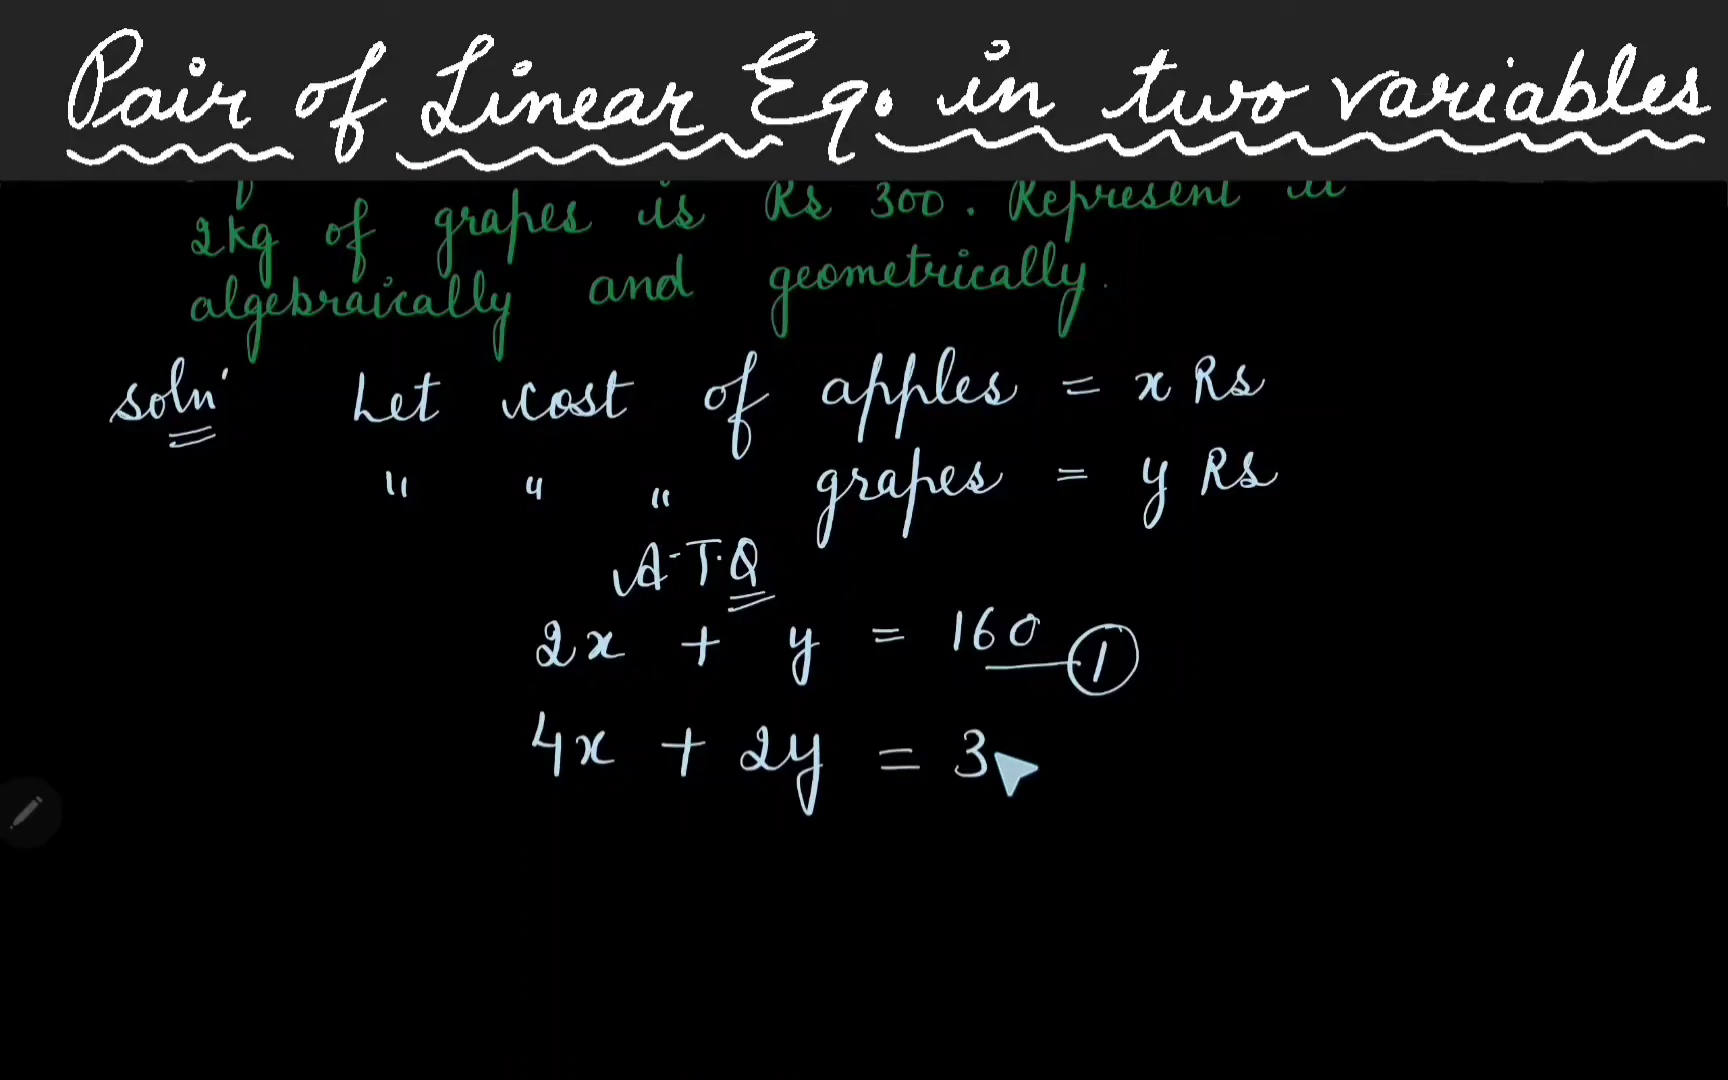 Pair of Linear Eq. in two variables
2kg of grapes is Rs 300. Represent
algebraically and geometrically.
soln' Let cost of apples = x Rs
" " " grapes = y Rs
A.T.Q
2x + y = 160 ①
4x + 2y = 3